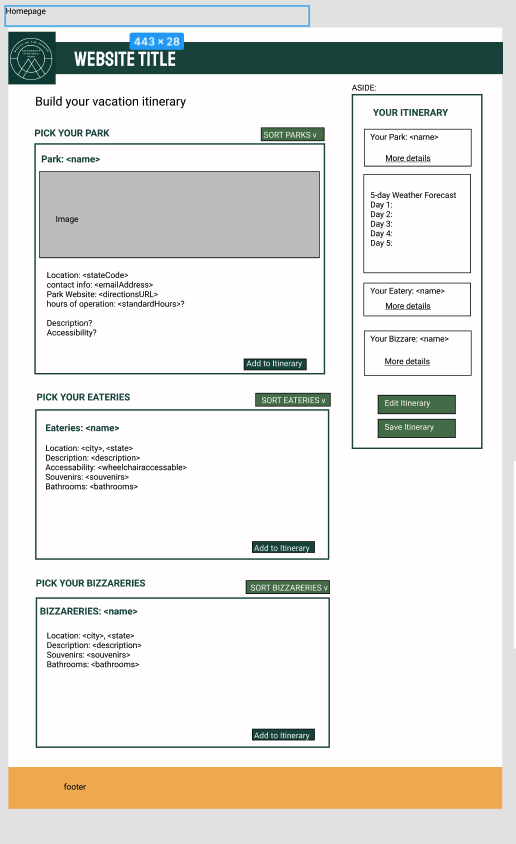 Homepage
443 × 28
WEBSITE TITLE
ASIDE:
Build your vacation itinerary
PICK YOUR PARK
SORT PARKS v
Park: <name>
Image
Location: <stateCode>
contact info: <emailAddress>
Park Website: <directionsURL>
hours of operation: <standardHours>?
Description?
Accessibility?
Add to Itinerary
PICK YOUR EATERIES
SORT EATERIES v
Eateries: <name>
Location: <city>, <state>
Description: <description>
Accessability: <wheelchairaccessable>
Souvenirs: <souvenirs>
Bathrooms: <bathrooms>
Add to Itinerary
PICK YOUR BIZZARERIES
SORT BIZZARERIES v
BIZZARERIES: <name>
Location: <city>, <state>
Description: <description>
Souvenirs: <souvenirs>
Bathrooms: <bathrooms>
Add to Itinerary
YOUR ITINERARY
Your Park: <name>
More details
5-day Weather Forecast
Day 1:
Day 2:
Day 3:
Day 4:
Day 5:
Your Eatery: <name>
More details
Your Bizzare: <name>
More details
Edit Itinerary
Save Itinerary
footer